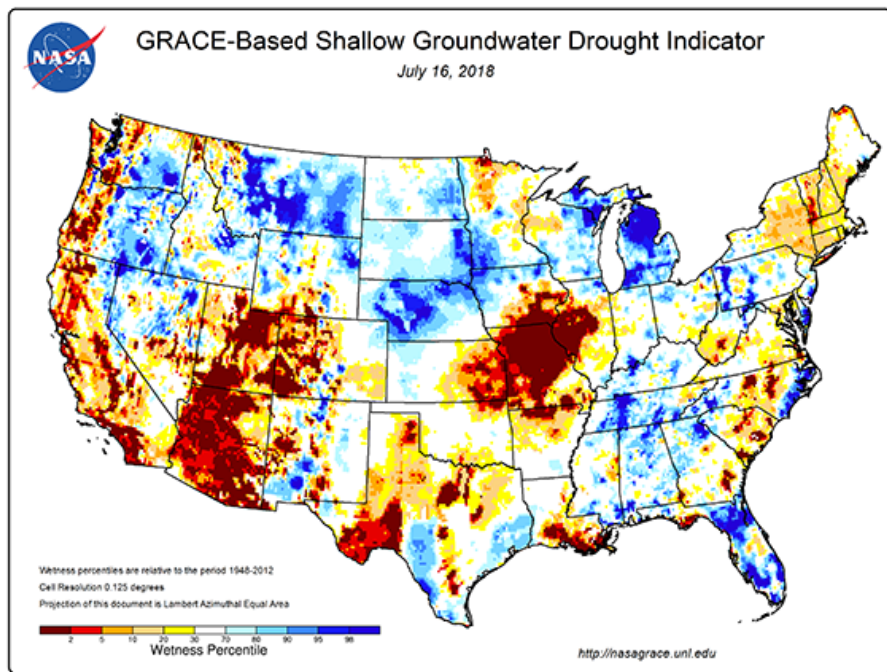 NASA
GRACE-Based Shallow Groundwater Drought Indicator
July 16, 2018
Wetness percentiles are relative to the period 1948-2012
Cell Resolution 0.125 degrees
Projection of this document is Lambert Azimuthal Equal Area
2 5 10 20 30 70 80 90 95 98
Wetness Percentile
http://nasagrace.unl.edu